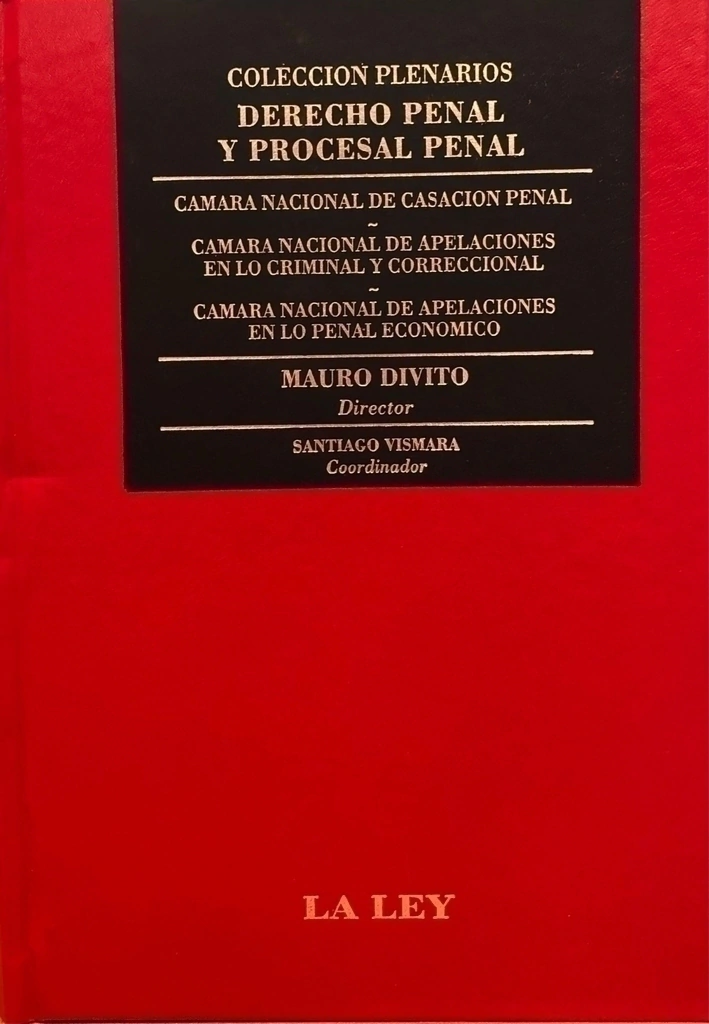 COLECCION PLENARIOS
DERECHO PENAL
Y PROCESAL PENAL
CAMARA NACIONAL DE CASACION PENAL
~
CAMARA NACIONAL DE APELACIONES
EN LO CRIMINAL Y CORRECCIONAL
~
CAMARA NACIONAL DE APELACIONES
EN LO PENAL ECONOMICO
MAURO DIVITO
Director
SANTIAGO VISMARA
Coordinador
LA LEY